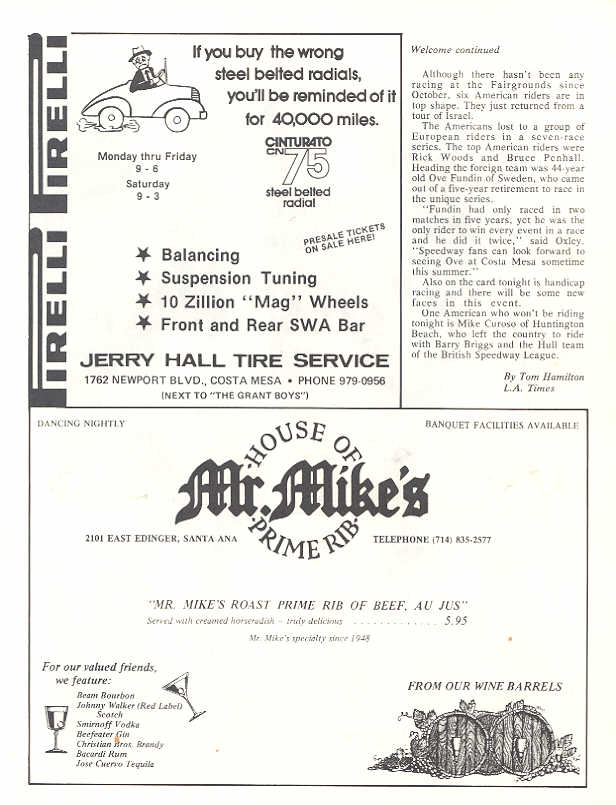 PIRELLI
PIRELLI
If you buy the wrong
steel belted radials,
you'll be reminded of it
for 40,000 miles.
Monday thru Friday
9 - 6
Saturday
9 - 3
CINTURATO
CN 75
steel belted
radial
PRESALE TICKETS
ON SALE HERE!
Balancing
Suspension Tuning
10 Zillion "Mag" Wheels
Front and Rear SWA Bar
JERRY HALL TIRE SERVICE
1762 NEWPORT BLVD., COSTA MESA • PHONE 979-0956
(NEXT TO "THE GRANT BOYS")
Welcome continued
Although there hasn't been any
racing at the Fairgrounds since
October, six American riders are in
top shape. They just returned from a
tour of Israel.
The Americans lost to a group of
European riders in a seven-race
series. The top American riders were
Rick Woods and Bruce Penhall.
Heading the foreign team was 44-year
old Ove Fundin of Sweden, who came
out of a five-year retirement to race in
the unique series.
"Fundin had only raced in two
matches in five years, yet he was the
only rider to win every event in a race
and he did it twice," said Oxley.
"Speedway fans can look forward to
seeing Ove at Costa Mesa sometime
this summer."
Also on the card tonight is handicap
racing and there will be some new
faces in this event.
One American who won't be riding
tonight is Mike Curoso of Huntington
Beach, who left the country to ride
with Barry Briggs and the Hull team
of the British Speedway League.
By Tom Hamilton
L.A. Times
DANCING NIGHTLY
BANQUET FACILITIES AVAILABLE
HOUSE OF
Mr. Mike's
PRIME RIB
2101 EAST EDINGER, SANTA ANA
TELEPHONE (714) 835-2577
"MR. MIKE'S ROAST PRIME RIB OF BEEF, AU JUS"
Served with creamed horseradish – truly delicious . . . . . . . . . . . . . 5.95
Mr. Mike's specialty since 1948
For our valued friends,
we feature:
Beam Bourbon
Johnny Walker (Red Label)
Scotch
Smirnoff Vodka
Beefeater Gin
Christian Bros. Brandy
Bacardi Rum
Jose Cuervo Tequila
FROM OUR WINE BARRELS